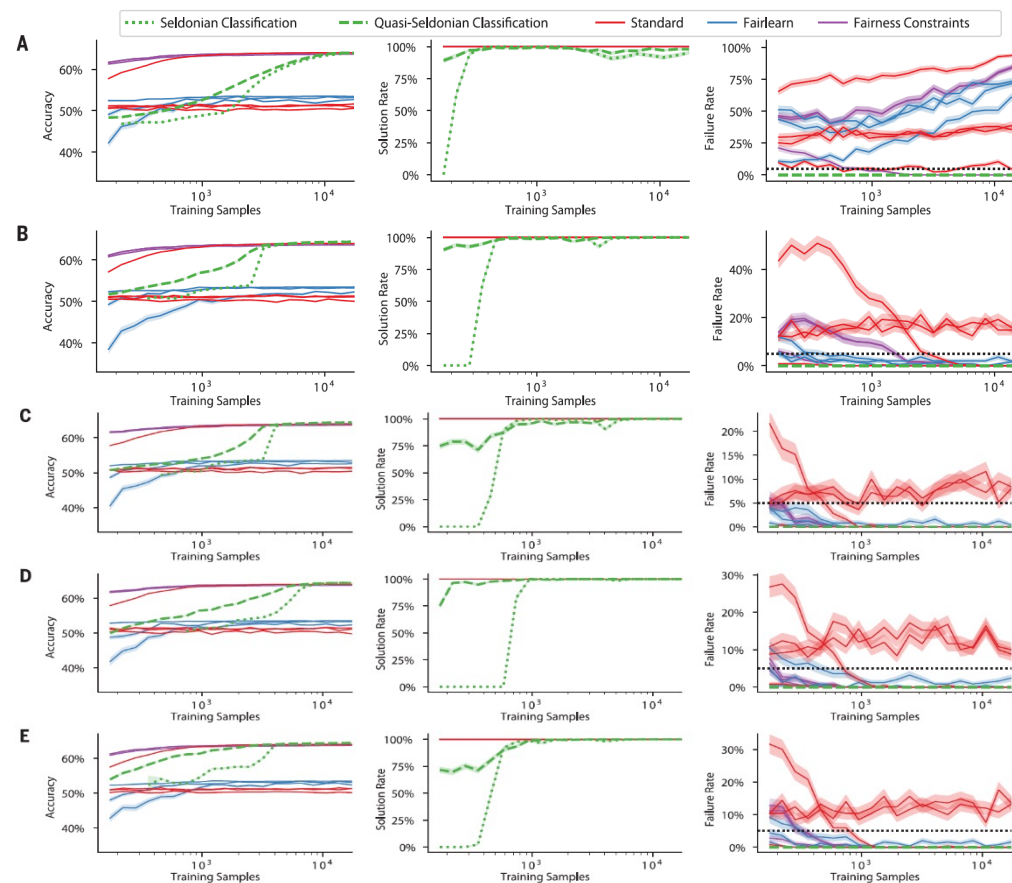 Seldonian Classification Quasi-Seldonian Classification Standard Fairlearn Fairness Constraints
A
60%
50%
40%
Accuracy
10³ 10⁴
Training Samples
100%
75%
50%
25%
0%
Solution Rate
10³ 10⁴
Training Samples
100%
75%
50%
25%
0%
Failure Rate
10³ 10⁴
Training Samples
B
60%
50%
40%
Accuracy
10³ 10⁴
Training Samples
100%
75%
50%
25%
0%
Solution Rate
10³ 10⁴
Training Samples
40%
20%
0%
Failure Rate
10³ 10⁴
Training Samples
C
60%
50%
40%
Accuracy
10³ 10⁴
Training Samples
100%
75%
50%
25%
0%
Solution Rate
10³ 10⁴
Training Samples
20%
15%
10%
5%
0%
Failure Rate
10³ 10⁴
Training Samples
D
60%
50%
40%
Accuracy
10³ 10⁴
Training Samples
100%
75%
50%
25%
0%
Solution Rate
10³ 10⁴
Training Samples
30%
20%
10%
0%
Failure Rate
10³ 10⁴
Training Samples
E
60%
50%
40%
Accuracy
10³ 10⁴
Training Samples
100%
75%
50%
25%
0%
Solution Rate
10³ 10⁴
Training Samples
30%
20%
10%
0%
Failure Rate
10³ 10⁴
Training Samples